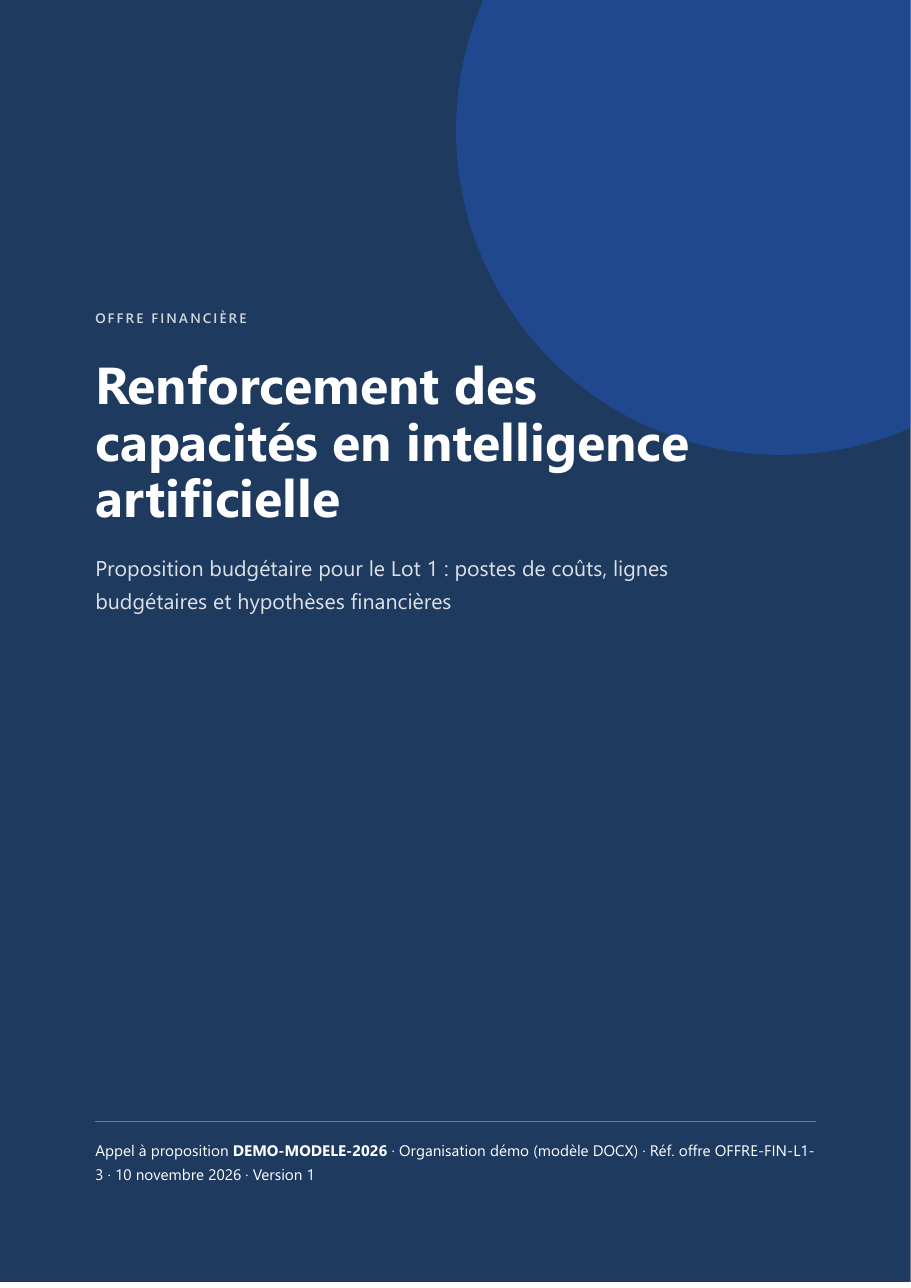 OFFRE FINANCIÈRE
Renforcement des
capacités en intelligence
artificielle
Proposition budgétaire pour le Lot 1 : postes de coûts, lignes
budgétaires et hypothèses financières
Appel à proposition DEMO-MODELE-2026 · Organisation démo (modèle DOCX) · Réf. offre OFFRE-FIN-L1-
3 · 10 novembre 2026 · Version 1